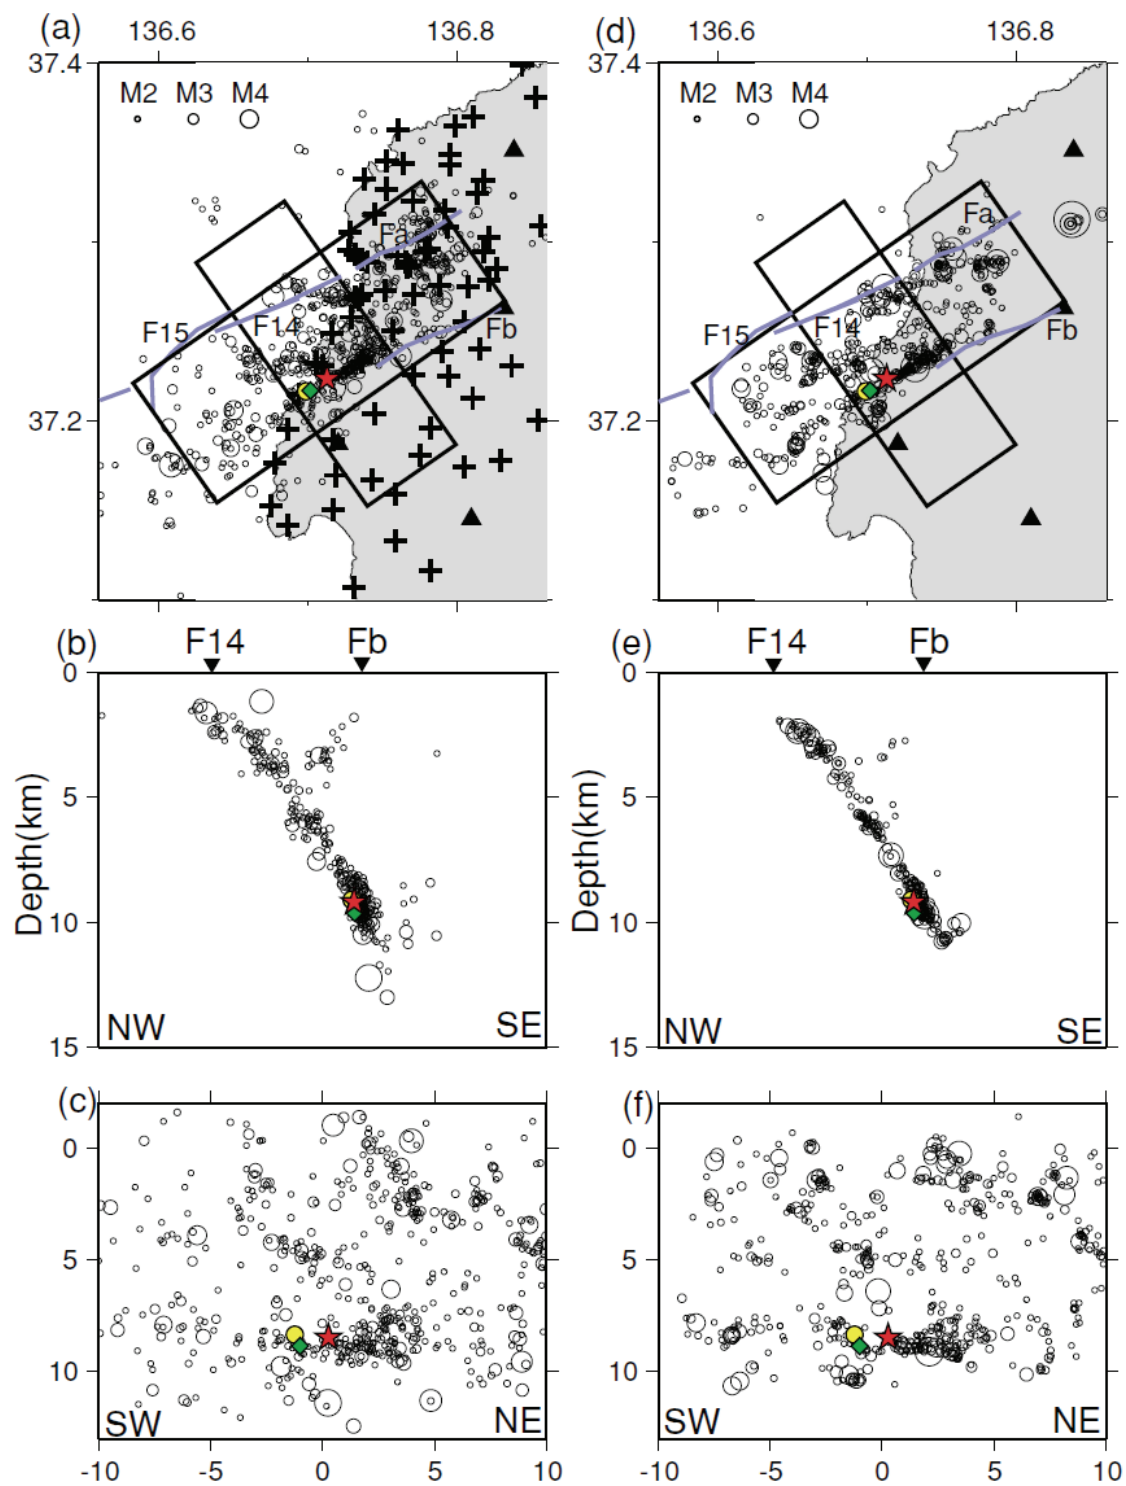 (a) 136.6 136.8 (d) 136.6 136.8
37.4 37.4
M2 M3 M4 M2 M3 M4
Fa Fa
F15 F14 Fb F15 F14 Fb
37.2 37.2
(b) F14 Fb (e) F14 Fb
0 0
5 5
Depth(km) Depth(km)
10 10
NW SE NW SE
15 15
(c) (f)
0 0
5 5
10 10
SW NE SW NE
-10 -5 0 5 10 -10 -5 0 5 10